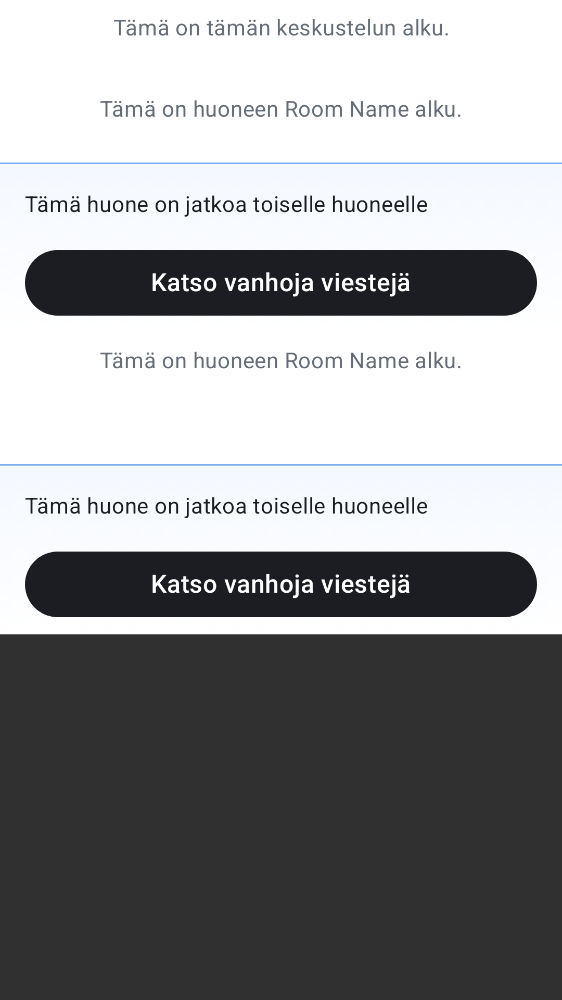 Tämä on tämän keskustelun alku.
Tämä on huoneen Room Name alku.
Tämä huone on jatkoa toiselle huoneelle
Katso vanhoja viestejä
Tämä on huoneen Room Name alku.
Tämä huone on jatkoa toiselle huoneelle
Katso vanhoja viestejä